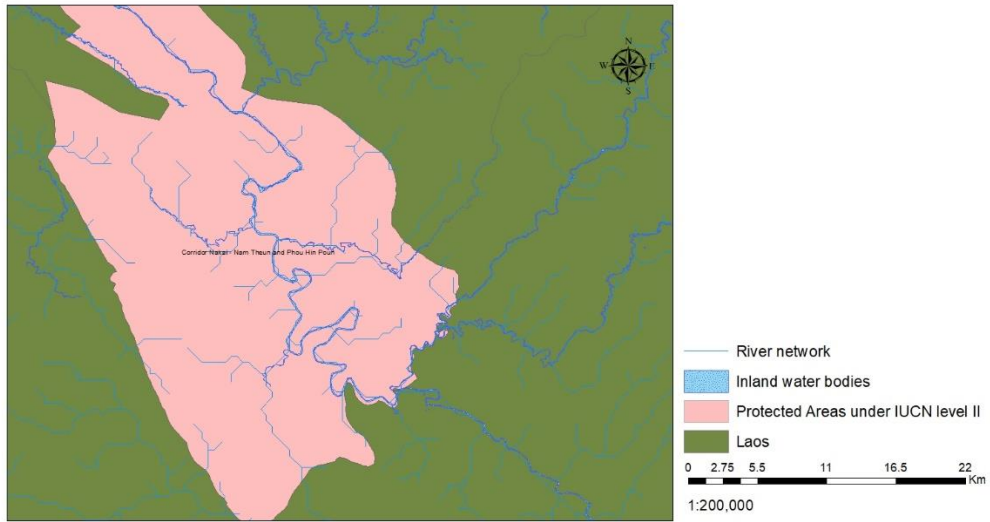 N
W E
S
Corridor Nakai - Nam Theun and Phou Hin Poun
River network
Inland water bodies
Protected Areas under IUCN level II
Laos
0 2.75 5.5 11 16.5 22
Km
1:200,000